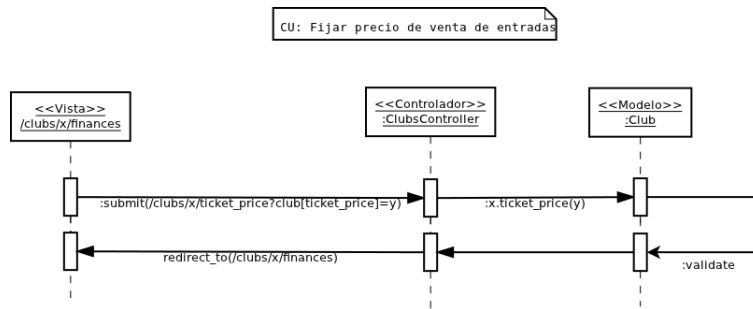 CU: Fijar precio de venta de entradas
<<Vista>>
/clubs/x/finances
<<Controlador>>
:ClubsController
<<Modelo>>
:Club
:submit(/clubs/x/ticket_price?club[ticket_price]=y)
:x.ticket_price(y)
redirect_to(/clubs/x/finances)
:validate